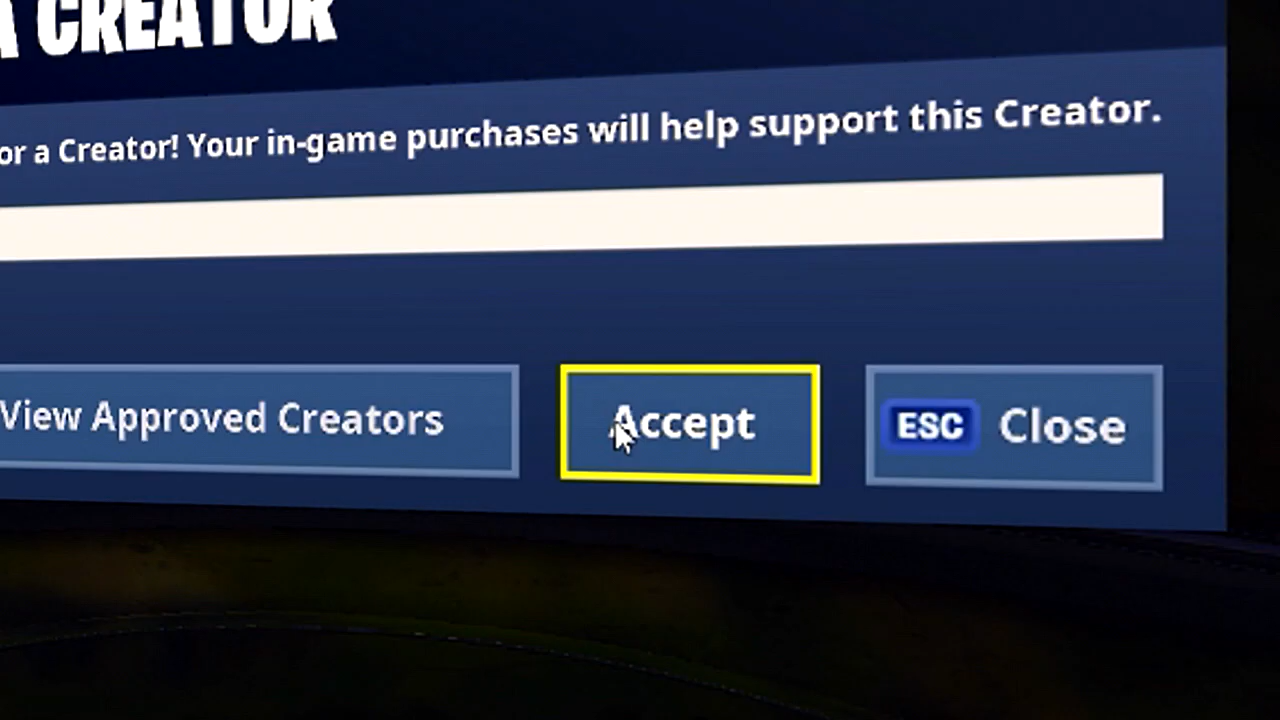 A CREATOR
or a Creator! Your in-game purchases will help support this Creator.
View Approved Creators
Accept
ESC Close